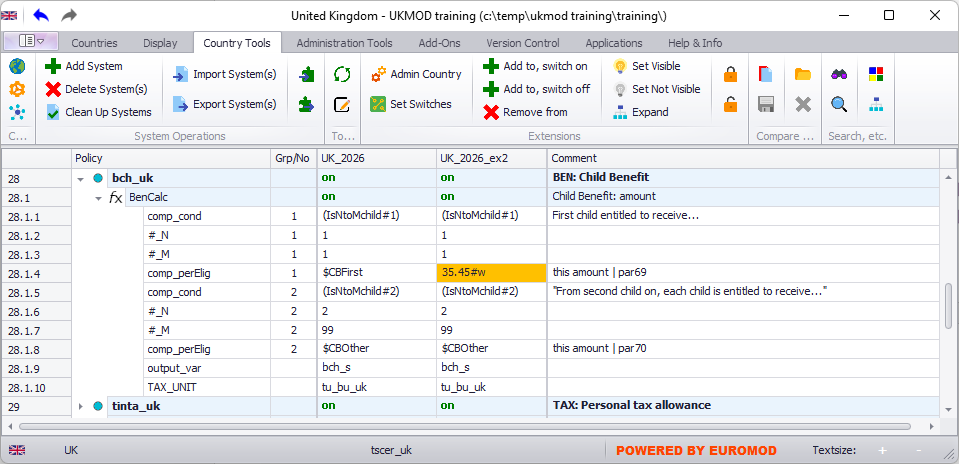 United Kingdom - UKMOD training (c:\temp\ukmod training\training\)
Countries Display Country Tools Administration Tools Add-Ons Version Control Applications Help & Info
Add System Import System(s) Admin Country Add to, switch on Set Visible
Delete System(s) Add to, switch off Set Not Visible
Clean Up Systems Export System(s) Set Switches Remove from Expand
C... System Operations To... Extensions Compare ... Search, etc.
Policy Grp/No UK_2026 UK_2026_ex2 Comment
28 bch_uk on on BEN: Child Benefit
28.1 fx BenCalc on on Child Benefit: amount
28.1.1 comp_cond 1 (IsNtoMchild#1) (IsNtoMchild#1) First child entitled to receive...
28.1.2 #_N 1 1 1
28.1.3 #_M 1 1 1
28.1.4 comp_perElig 1 $CBFirst 35.45#w this amount | par69
28.1.5 comp_cond 2 (IsNtoMchild#2) (IsNtoMchild#2) "From second child on, each child is entitled to receive..."
28.1.6 #_N 2 2 2
28.1.7 #_M 2 99 99
28.1.8 comp_perElig 2 $CBOther $CBOther this amount | par70
28.1.9 output_var bch_s bch_s
28.1.10 TAX_UNIT tu_bu_uk tu_bu_uk
29 tinta_uk on on TAX: Personal tax allowance
UK tscer_uk POWERED BY EUROMOD Textsize: + -